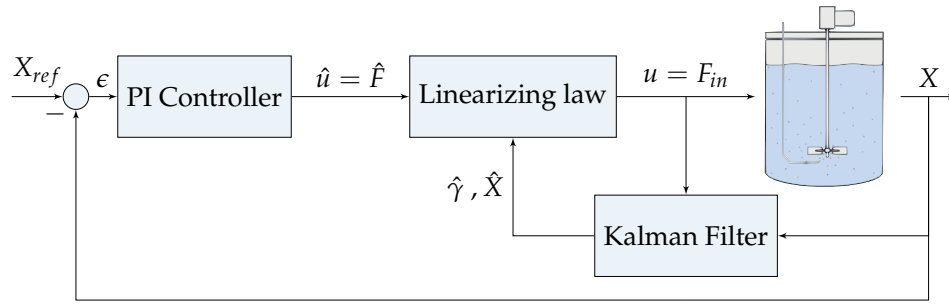 X_ref
ϵ
−
PI Controller
û = F̂
Linearizing law
u = F_in
X
γ̂ , X̂
Kalman Filter